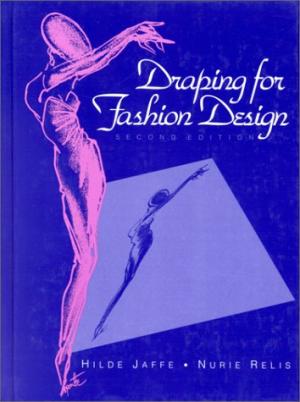 Draping for
Fashion Design
SECOND EDITION
HILDE JAFFE • NURIE RELIS